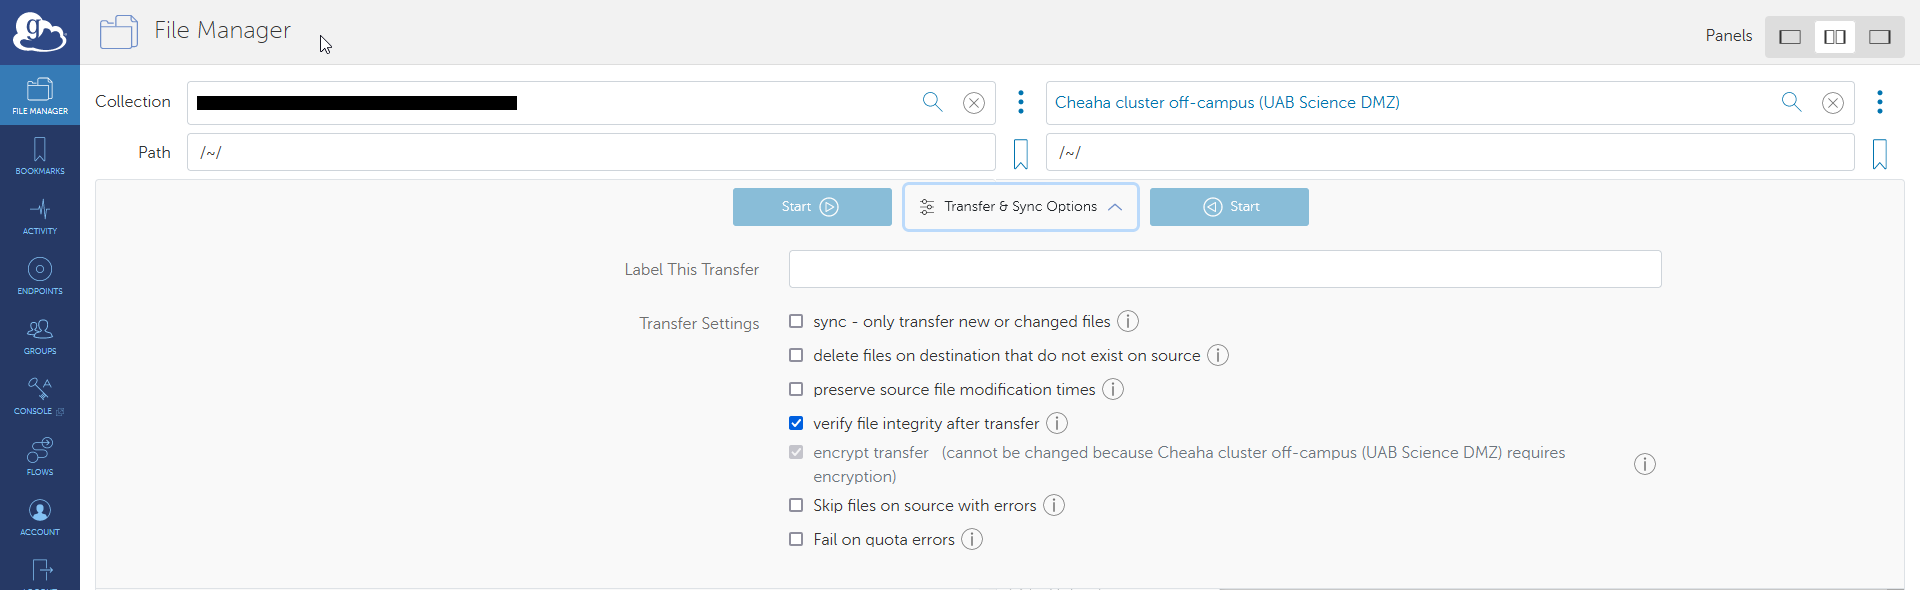 g
File Manager
Panels
FILE MANAGER
BOOKMARKS
ACTIVITY
ENDPOINTS
GROUPS
CONSOLE
FLOWS
ACCOUNT
Collection
Cheaha cluster off-campus (UAB Science DMZ)
Path
/~/
/~/
Start
Transfer & Sync Options
Start
Label This Transfer
Transfer Settings
sync - only transfer new or changed files
delete files on destination that do not exist on source
preserve source file modification times
verify file integrity after transfer
encrypt transfer (cannot be changed because Cheaha cluster off-campus (UAB Science DMZ) requires
encryption)
Skip files on source with errors
Fail on quota errors